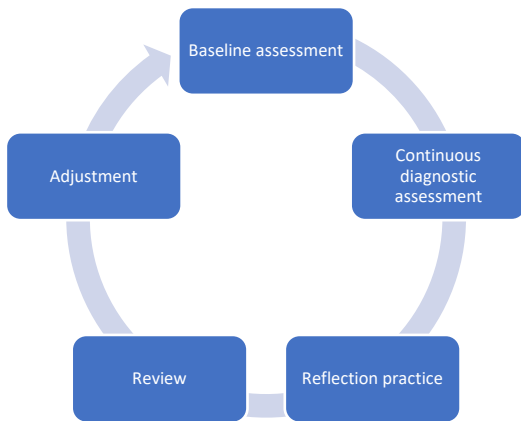 Baseline assessment
Continuous
diagnostic
assessment
Reflection practice
Review
Adjustment